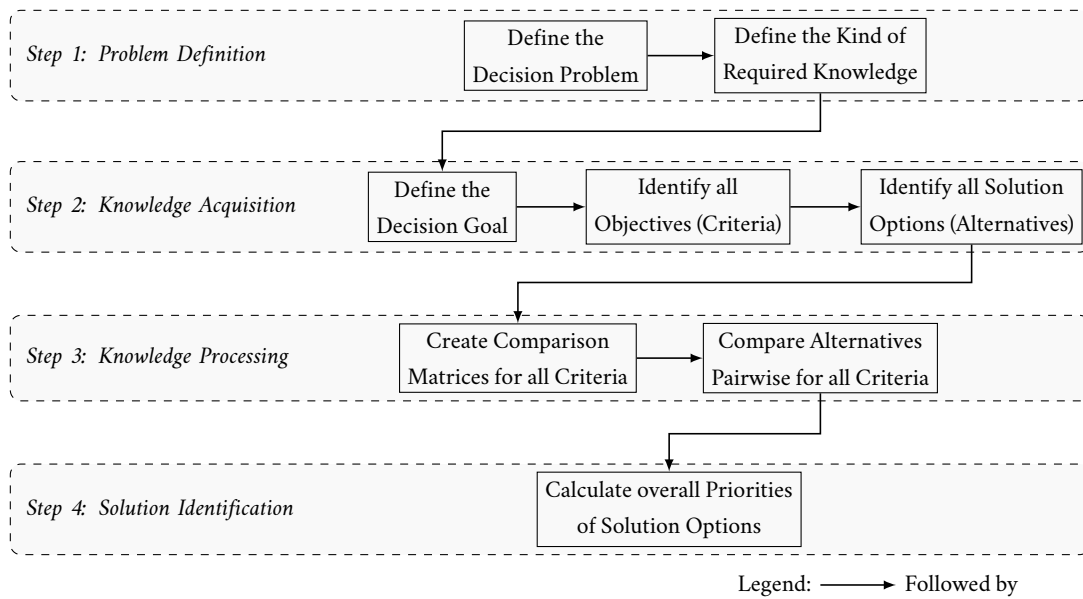 Step 1: Problem Definition
Define the
Decision Problem
Define the Kind of
Required Knowledge
Step 2: Knowledge Acquisition
Define the
Decision Goal
Identify all
Objectives (Criteria)
Identify all Solution
Options (Alternatives)
Step 3: Knowledge Processing
Create Comparison
Matrices for all Criteria
Compare Alternatives
Pairwise for all Criteria
Step 4: Solution Identification
Calculate overall Priorities
of Solution Options
Legend: Followed by